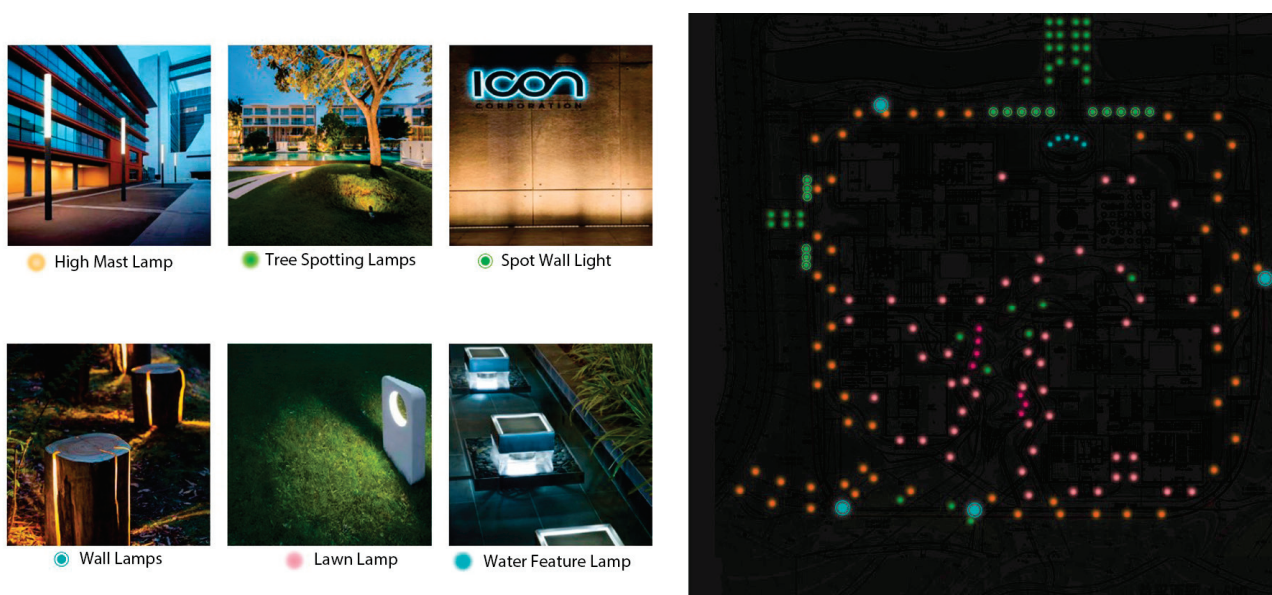 ICON
CORPORATION
High Mast Lamp
Tree Spotting Lamps
Spot Wall Light
Wall Lamps
Lawn Lamp
Water Feature Lamp